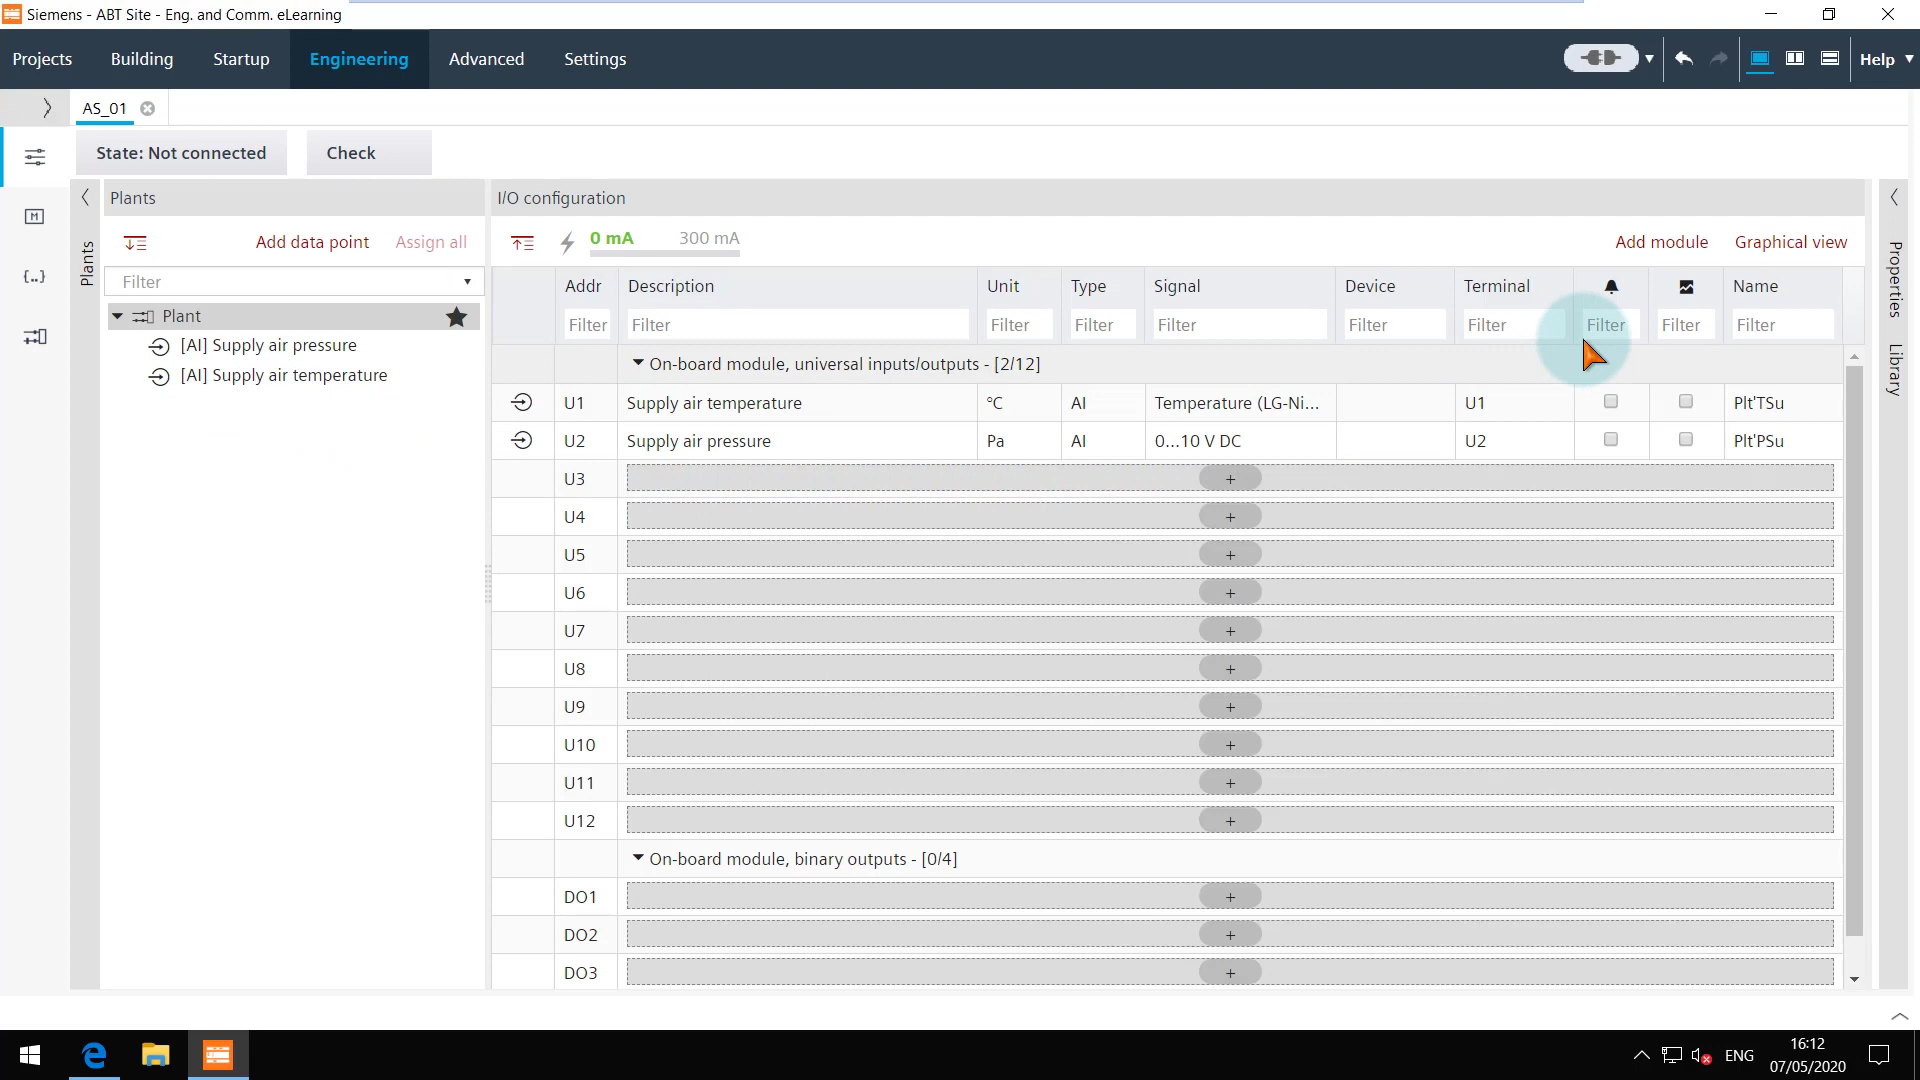 Siemens - ABT Site - Eng. and Comm. eLearning
Projects Building Startup Engineering Advanced Settings Help
AS_01
State: Not connected Check
Plants I/O configuration
Add data point Assign all 0 mA 300 mA Add module Graphical view
Plants
Properties
Library
Filter
Addr Description Unit Type Signal Device Terminal Name
Filter Filter Filter Filter Filter Filter Filter Filter Filter Filter
Plant
[AI] Supply air pressure
[AI] Supply air temperature
On-board module, universal inputs/outputs - [2/12]
U1 Supply air temperature °C AI Temperature (LG-Ni... U1 Plt'TSu
U2 Supply air pressure Pa AI 0...10 V DC U2 Plt'PSu
U3 +
U4 +
U5 +
U6 +
U7 +
U8 +
U9 +
U10 +
U11 +
U12 +
On-board module, binary outputs - [0/4]
DO1 +
DO2 +
DO3 +
ENG
16:12
07/05/2020